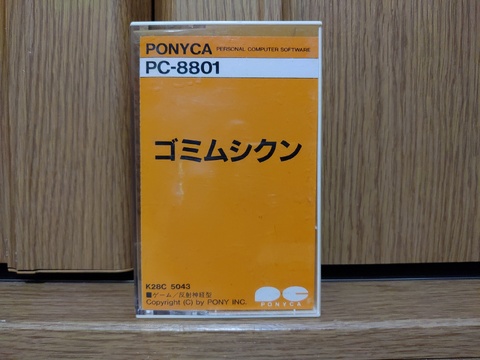 PONYCA PERSONAL COMPUTER SOFTWARE
PC-8801
ゴミムシクン
K28C 5043
■ゲーム/反射神経型
Copyright (C) by PONY INC.
PC
PONYCA